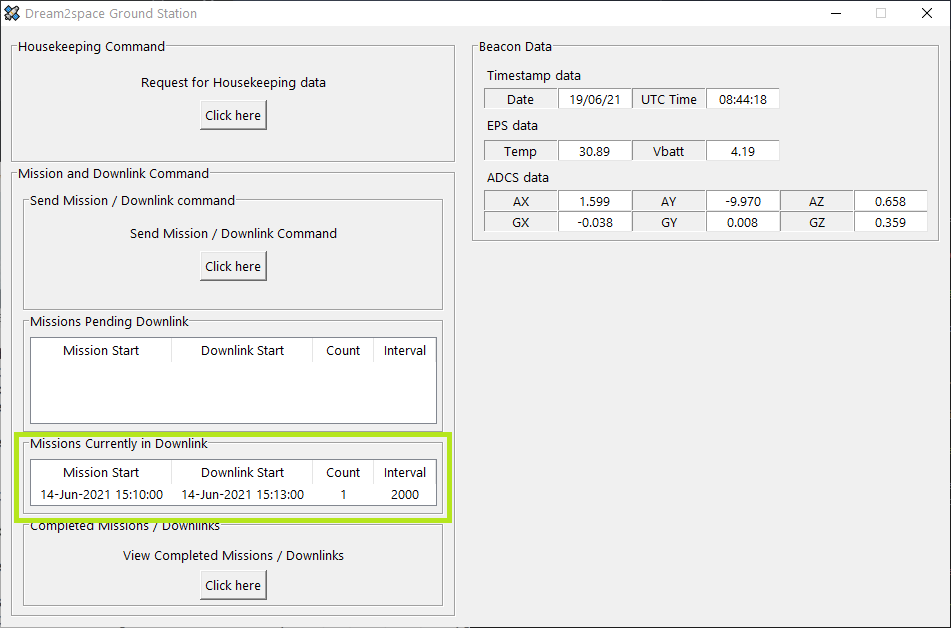 Dream2space Ground Station
Housekeeping Command
Request for Housekeeping data
Click here
Mission and Downlink Command
Send Mission / Downlink command
Send Mission / Downlink Command
Click here
Missions Pending Downlink
Mission Start Downlink Start Count Interval
Missions Currently in Downlink
Mission Start Downlink Start Count Interval
14-Jun-2021 15:10:00 14-Jun-2021 15:13:00 1 2000
Completed Missions / Downlinks
View Completed Missions / Downlinks
Click here
Beacon Data
Timestamp data
Date 19/06/21 UTC Time 08:44:18
EPS data
Temp 30.89 Vbatt 4.19
ADCS data
AX 1.599 AY -9.970 AZ 0.658
GX -0.038 GY 0.008 GZ 0.359